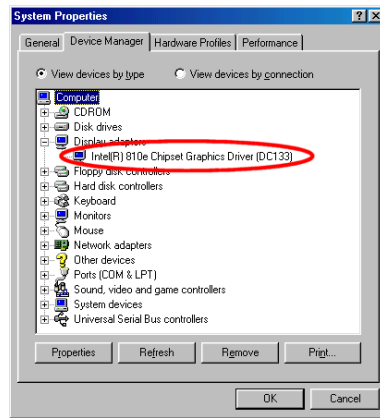 System Properties
General Device Manager Hardware Profiles Performance
View devices by type View devices by connection
Computer
CDROM
Disk drives
Display adapters
Intel(R) 810e Chipset Graphics Driver (DC133)
Floppy disk controllers
Hard disk controllers
Keyboard
Monitors
Mouse
Network adapters
Other devices
Ports (COM & LPT)
Sound, video and game controllers
System devices
Universal Serial Bus controllers
Properties Refresh Remove Print...
OK Cancel